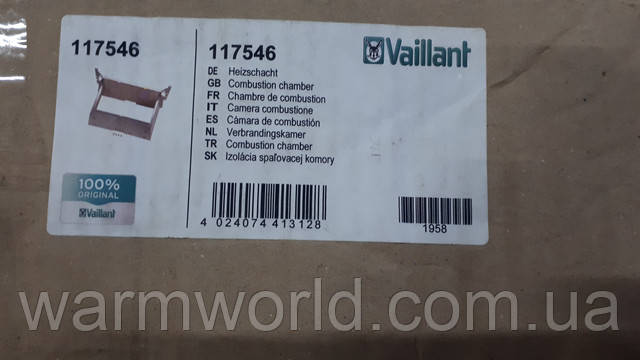 117546
117546
Vaillant
DE Heizschacht
GB Combustion chamber
FR Chambre de combustion
IT Camera combustione
ES Cámara de combustión
NL Verbrandingskamer
TR Combustion chamber
SK Izolácia spaľovacej komory
100%
ORIGINAL
Vaillant
4 024074 413128
1958
warmworld.com.ua